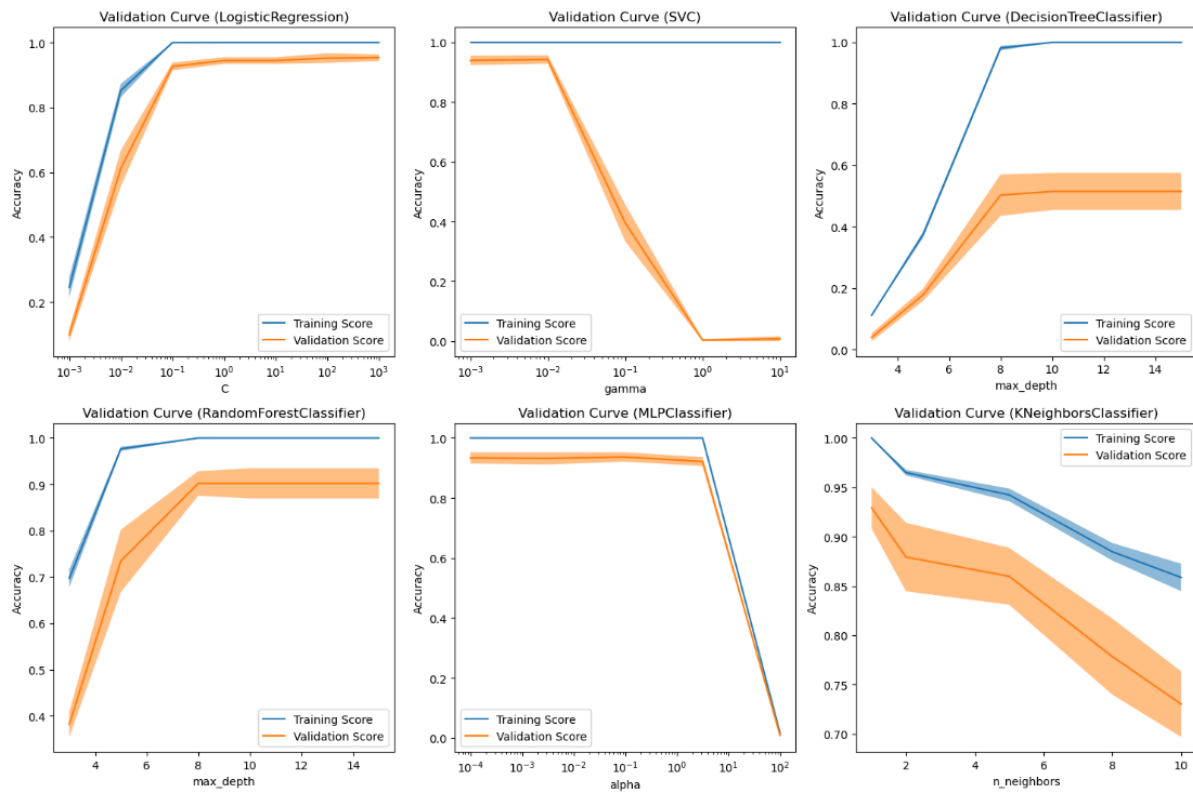 Validation Curve (LogisticRegression)
1.0
0.8
0.6
0.4
0.2
Accuracy
Training Score
Validation Score
10⁻³ 10⁻² 10⁻¹ 10⁰ 10¹ 10² 10³
C
Validation Curve (SVC)
1.0
0.8
0.6
0.4
0.2
0.0
Accuracy
Training Score
Validation Score
10⁻³ 10⁻² 10⁻¹ 10⁰ 10¹
gamma
Validation Curve (DecisionTreeClassifier)
1.0
0.8
0.6
0.4
0.2
0.0
Accuracy
Training Score
Validation Score
4 6 8 10 12 14
max_depth
Validation Curve (RandomForestClassifier)
1.0
0.9
0.8
0.7
0.6
0.5
0.4
Accuracy
Training Score
Validation Score
4 6 8 10 12 14
max_depth
Validation Curve (MLPClassifier)
1.0
0.8
0.6
0.4
0.2
0.0
Accuracy
Training Score
Validation Score
10⁻⁴ 10⁻³ 10⁻² 10⁻¹ 10⁰ 10¹ 10²
alpha
Validation Curve (KNeighborsClassifier)
1.00
0.95
0.90
0.85
0.80
0.75
0.70
Accuracy
Training Score
Validation Score
2 4 6 8 10
n_neighbors